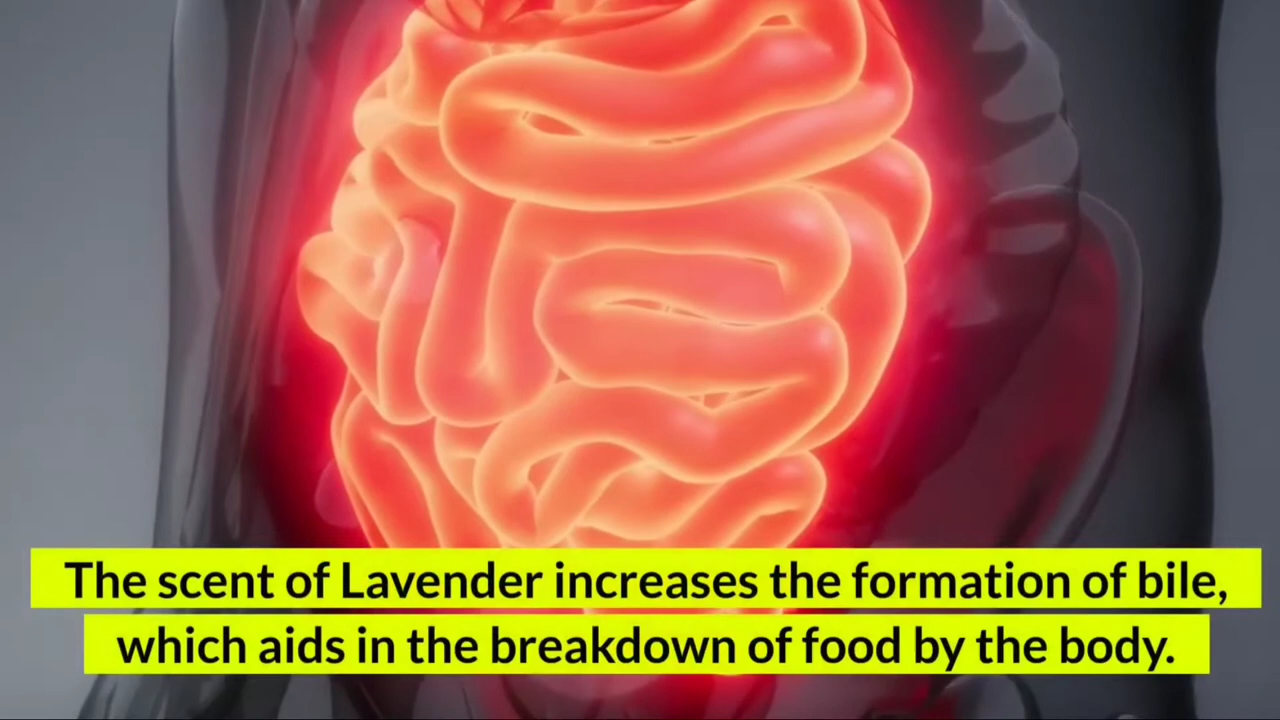 The scent of Lavender increases the formation of bile,
which aids in the breakdown of food by the body.